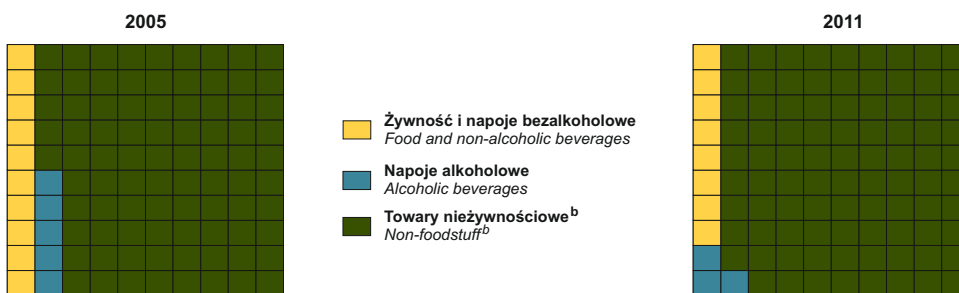 2005
2011
Żywność i napoje bezalkoholowe
Food and non-alcoholic beverages
Napoje alkoholowe
Alcoholic beverages
Towary nieżywnościowe b
Non-foodstuff b